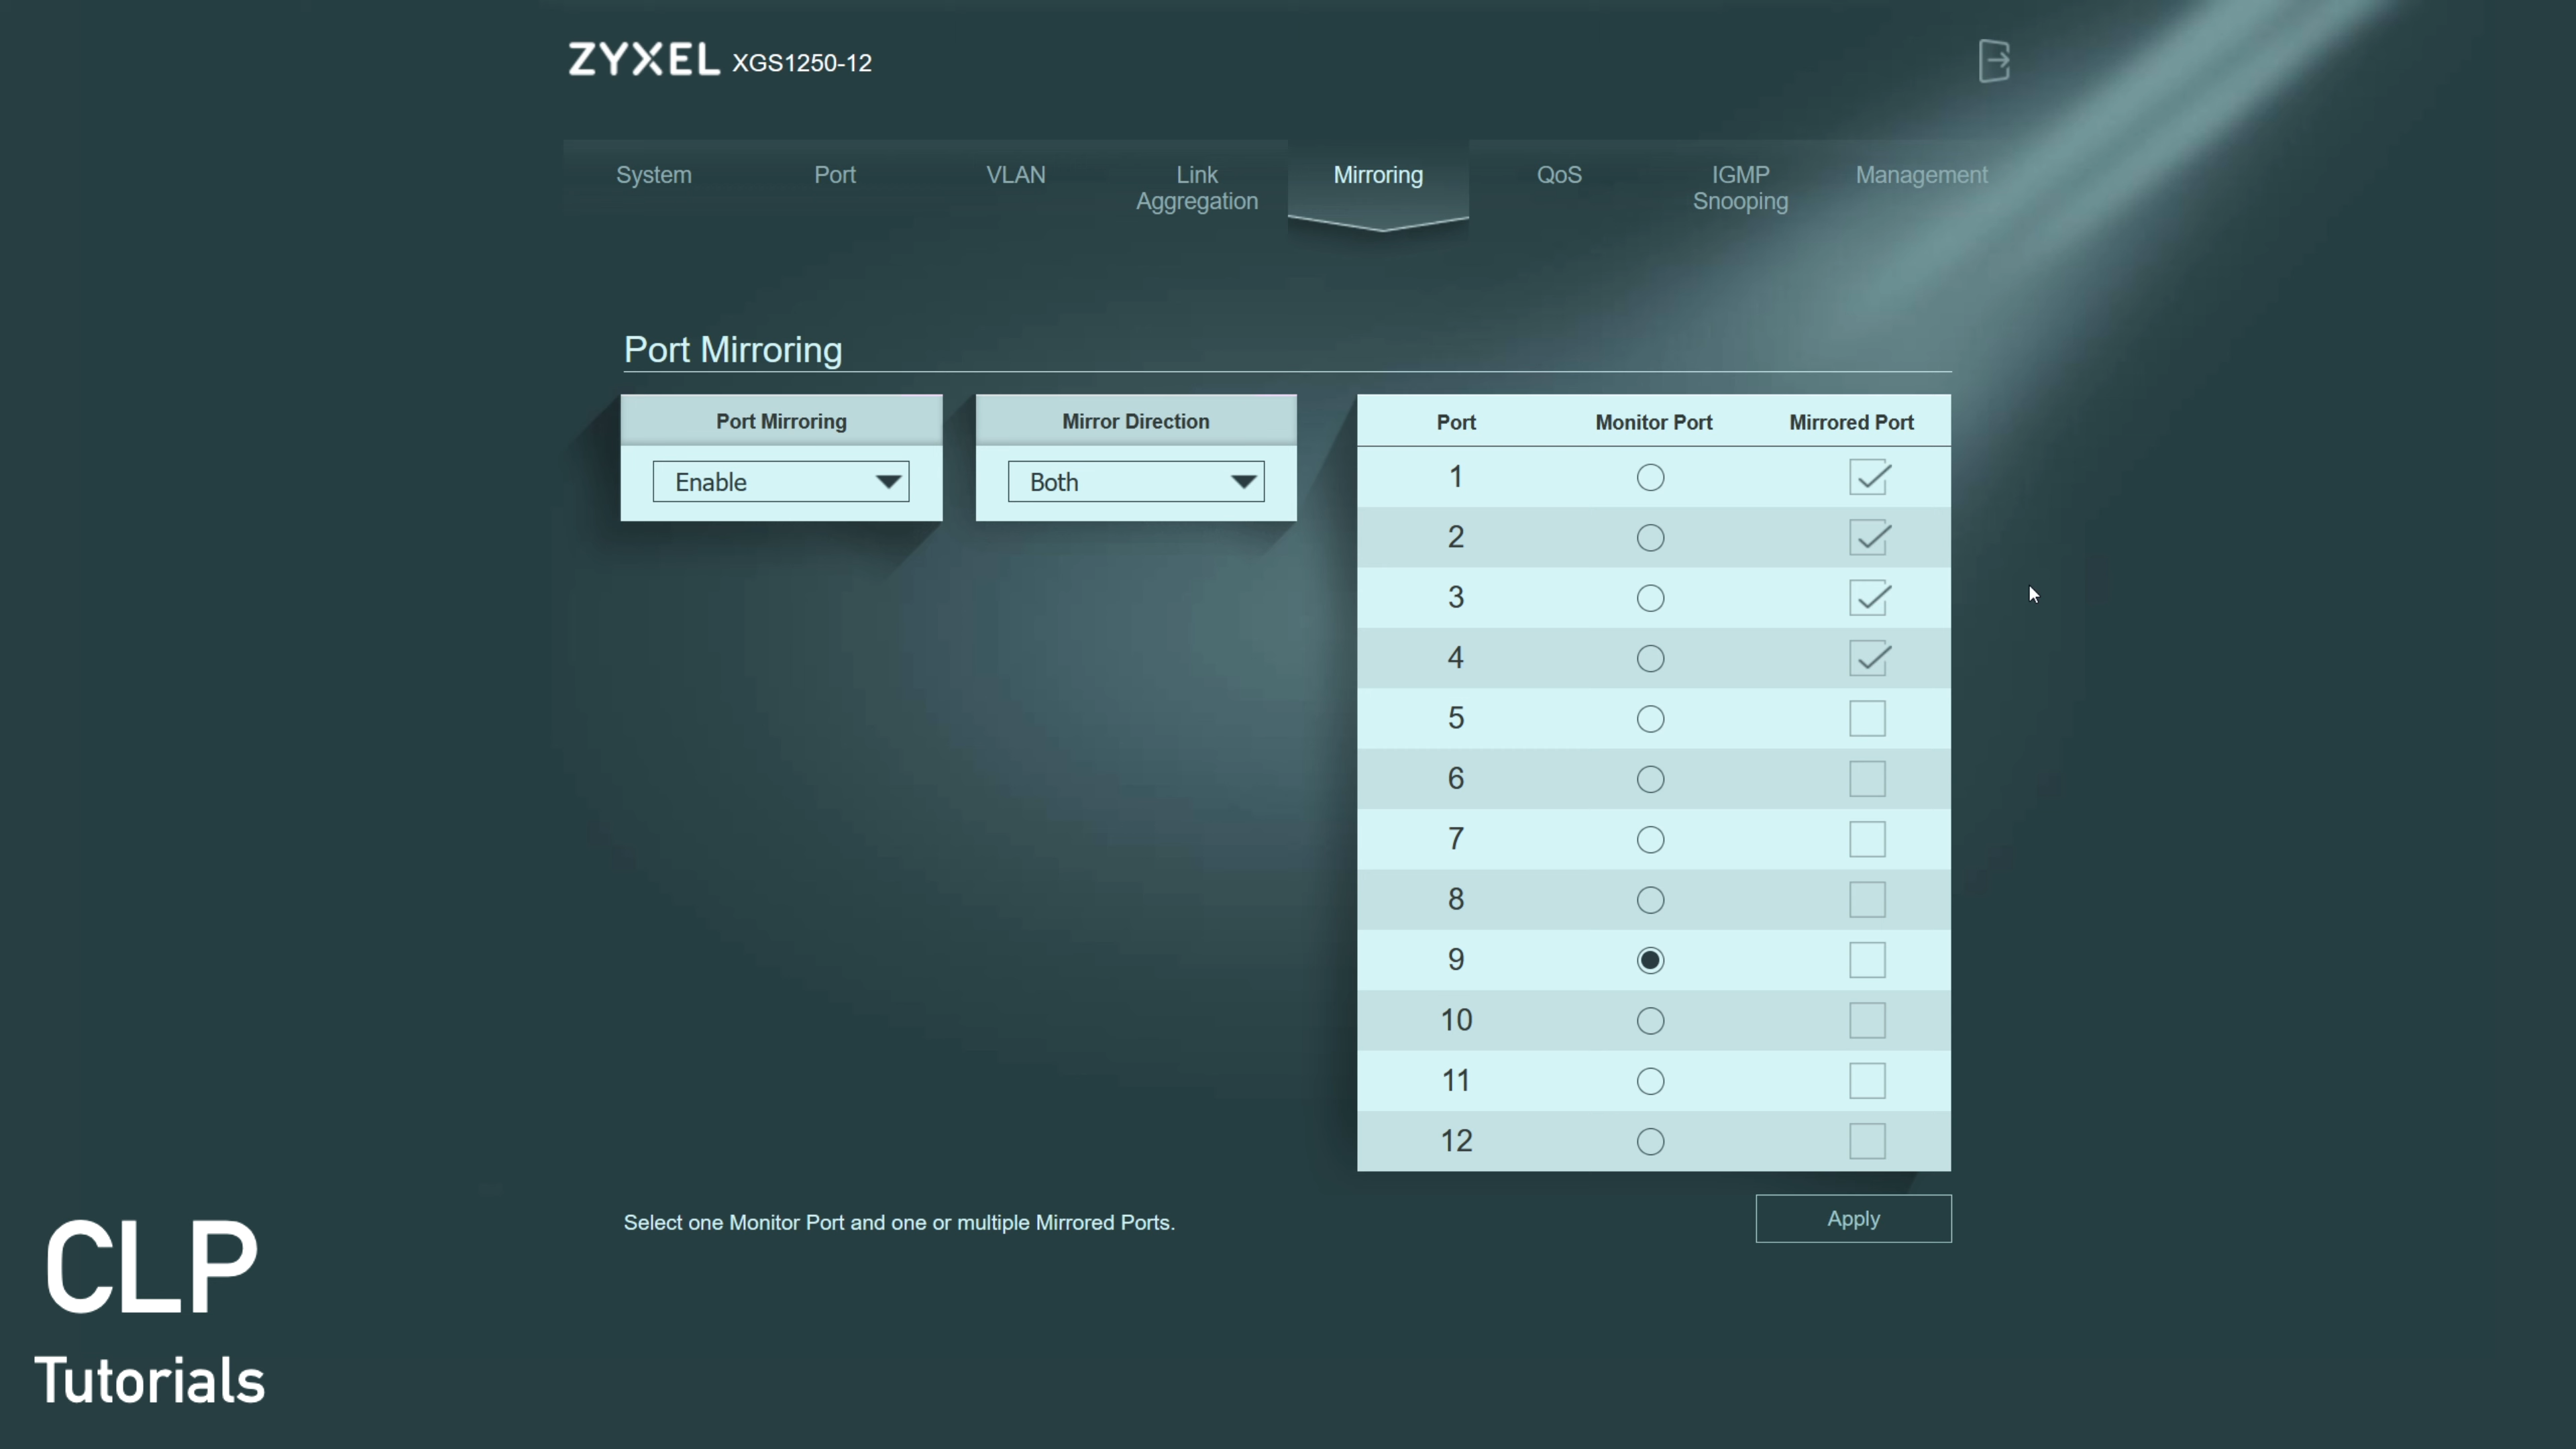 ZYXEL XGS1250-12
System Port VLAN Link Aggregation Mirroring QoS IGMP Snooping Management
Port Mirroring
Port Mirroring
Enable
Mirror Direction
Both
Port Monitor Port Mirrored Port
1
2
3
4
5
6
7
8
9
10
11
12
Select one Monitor Port and one or multiple Mirrored Ports.
Apply
CLP
Tutorials